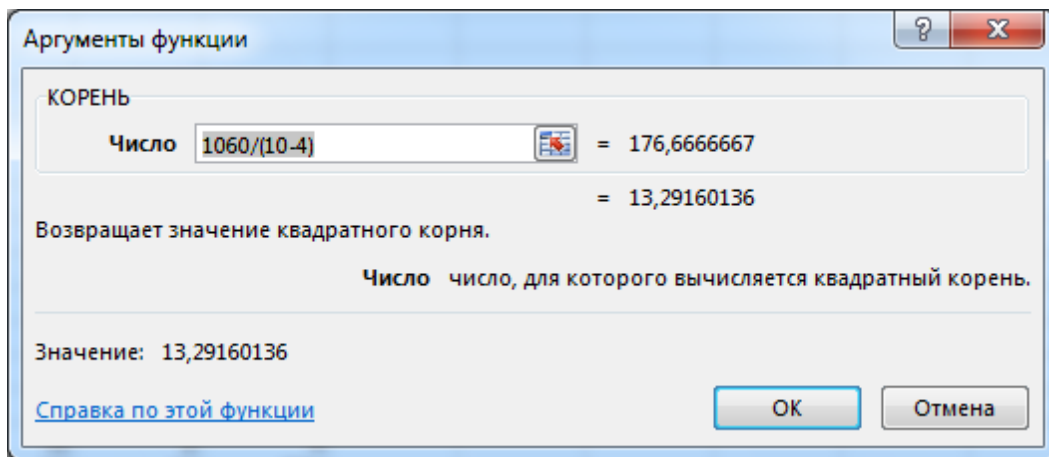 Аргументы функции
КОРЕНЬ
Число 1060/(10-4) = 176,6666667
= 13,29160136
Возвращает значение квадратного корня.
Число число, для которого вычисляется квадратный корень.
Значение: 13,29160136
Справка по этой функции ОК Отмена